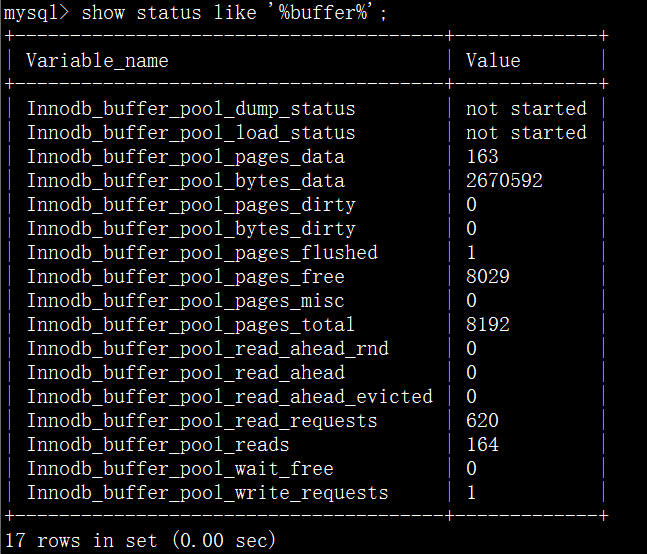 mysql> show status like '%buffer%';
+---------------------------------------+-------------+
| Variable_name                         | Value       |
+---------------------------------------+-------------+
| Innodb_buffer_pool_dump_status        | not started |
| Innodb_buffer_pool_load_status        | not started |
| Innodb_buffer_pool_pages_data         | 163         |
| Innodb_buffer_pool_bytes_data         | 2670592     |
| Innodb_buffer_pool_pages_dirty        | 0           |
| Innodb_buffer_pool_bytes_dirty        | 0           |
| Innodb_buffer_pool_pages_flushed      | 1           |
| Innodb_buffer_pool_pages_free         | 8029        |
| Innodb_buffer_pool_pages_misc         | 0           |
| Innodb_buffer_pool_pages_total        | 8192        |
| Innodb_buffer_pool_read_ahead_rnd     | 0           |
| Innodb_buffer_pool_read_ahead         | 0           |
| Innodb_buffer_pool_read_ahead_evicted | 0           |
| Innodb_buffer_pool_read_requests      | 620         |
| Innodb_buffer_pool_reads              | 164         |
| Innodb_buffer_pool_wait_free          | 0           |
| Innodb_buffer_pool_write_requests     | 1           |
+---------------------------------------+-------------+
17 rows in set (0.00 sec)